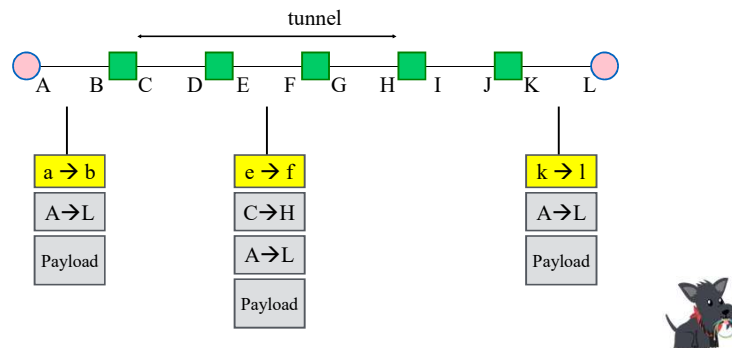 tunnel
A B C D E F G H I J K L
a → b
A→L
Payload
e → f
C→H
A→L
Payload
k → l
A→L
Payload